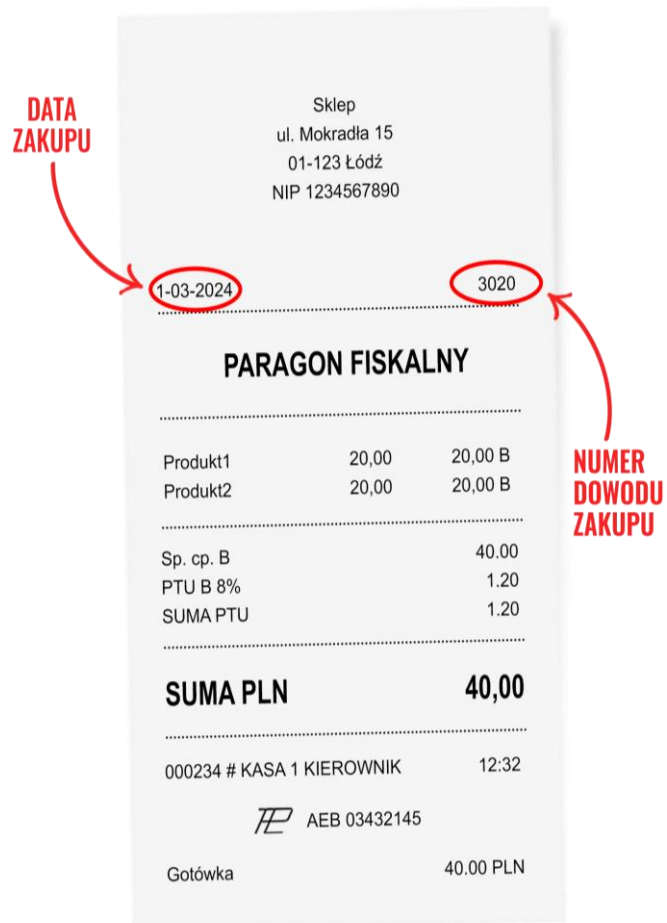 DATA
ZAKUPU
Sklep
ul. Mokradła 15
01-123 Łódź
NIP 1234567890
1-03-2024 3020
PARAGON FISKALNY
Produkt1 20,00 20,00 B
Produkt2 20,00 20,00 B
NUMER
DOWODU
ZAKUPU
Sp. cp. B 40.00
PTU B 8% 1.20
SUMA PTU 1.20
SUMA PLN 40,00
000234 # KASA 1 KIEROWNIK 12:32
AEB 03432145
Gotówka 40.00 PLN